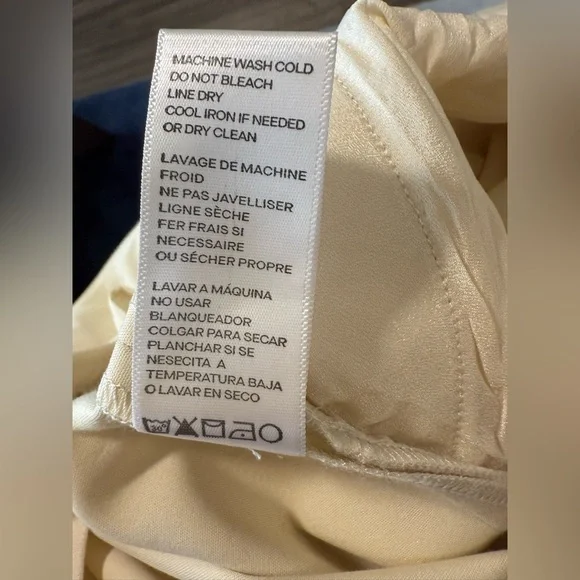 MACHINE WASH COLD
DO NOT BLEACH
LINE DRY
COOL IRON IF NEEDED
OR DRY CLEAN
LAVAGE DE MACHINE
FROID
NE PAS JAVELLISER
LIGNE SÈCHE
FER FRAIS SI
NECESSAIRE
OU SÉCHER PROPRE
LAVAR A MÁQUINA
NO USAR
BLANQUEADOR
COLGAR PARA SECAR
PLANCHAR SI SE
NESECITA A
TEMPERATURA BAJA
O LAVAR EN SECO
30°